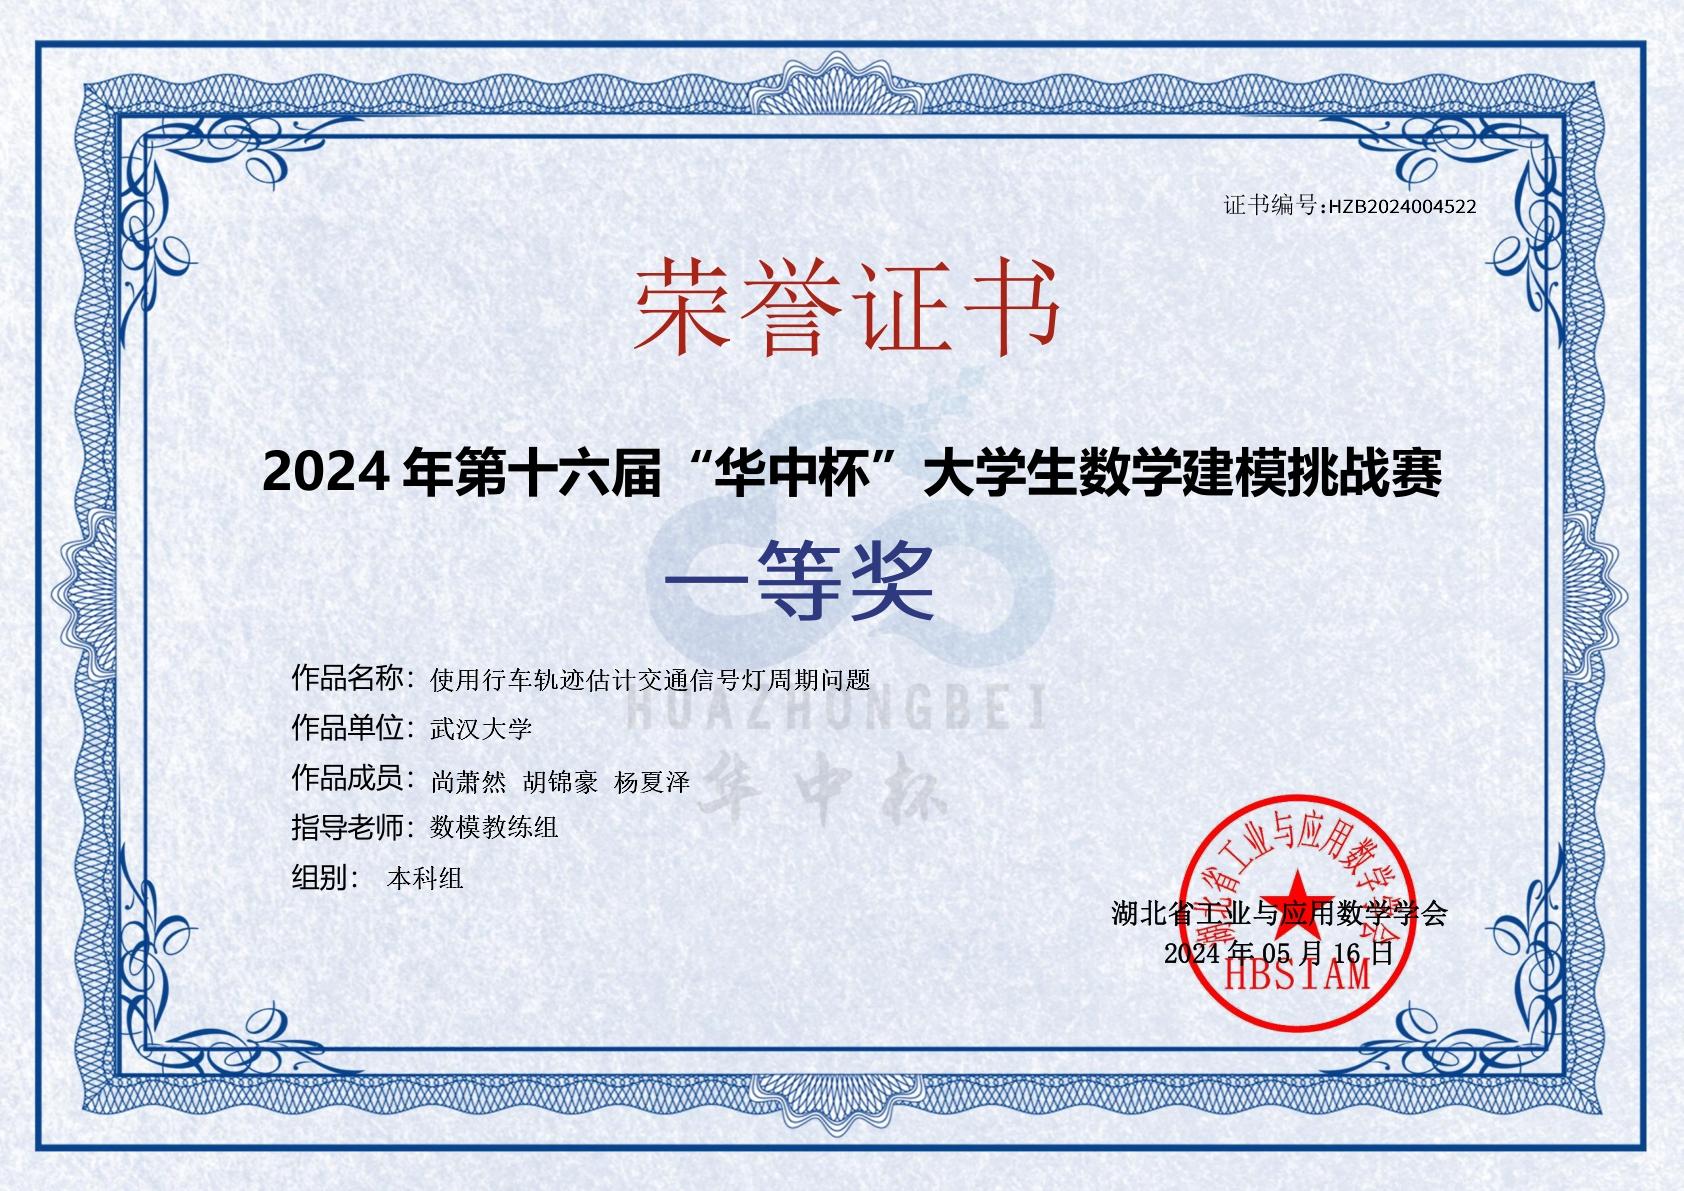 证书编号:HZB2024004522
荣誉证书
2024 年第十六届“华中杯”大学生数学建模挑战赛
一等奖
作品名称：使用行车轨迹估计交通信号灯周期问题
HUAZHONGBEI
作品单位：武汉大学
作品成员：尚萧然 胡锦豪 杨夏泽
华中杯
指导老师：数模教练组
组别： 本科组
湖北省工业与应用数学学会
湖北省工业与应用数学学会
2024 年 05 月 16 日
HBSIAM